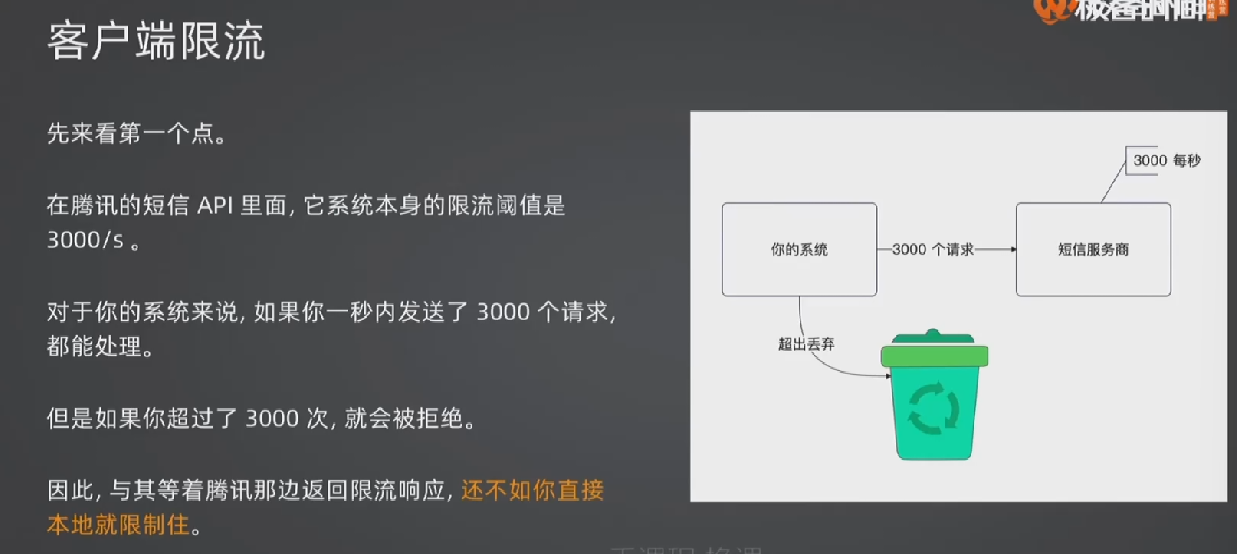 极客时间
客户端限流
先来看第一个点。
在腾讯的短信 API 里面, 它系统本身的限流阈值是
3000/s 。
对于你的系统来说, 如果你一秒内发送了 3000 个请求,
都能处理。
但是如果你超过了 3000 次, 就会被拒绝。
因此, 与其等着腾讯那边返回限流响应, 还不如你直接
本地就限制住。
3000 每秒
你的系统
3000 个请求
短信服务商
超出丢弃